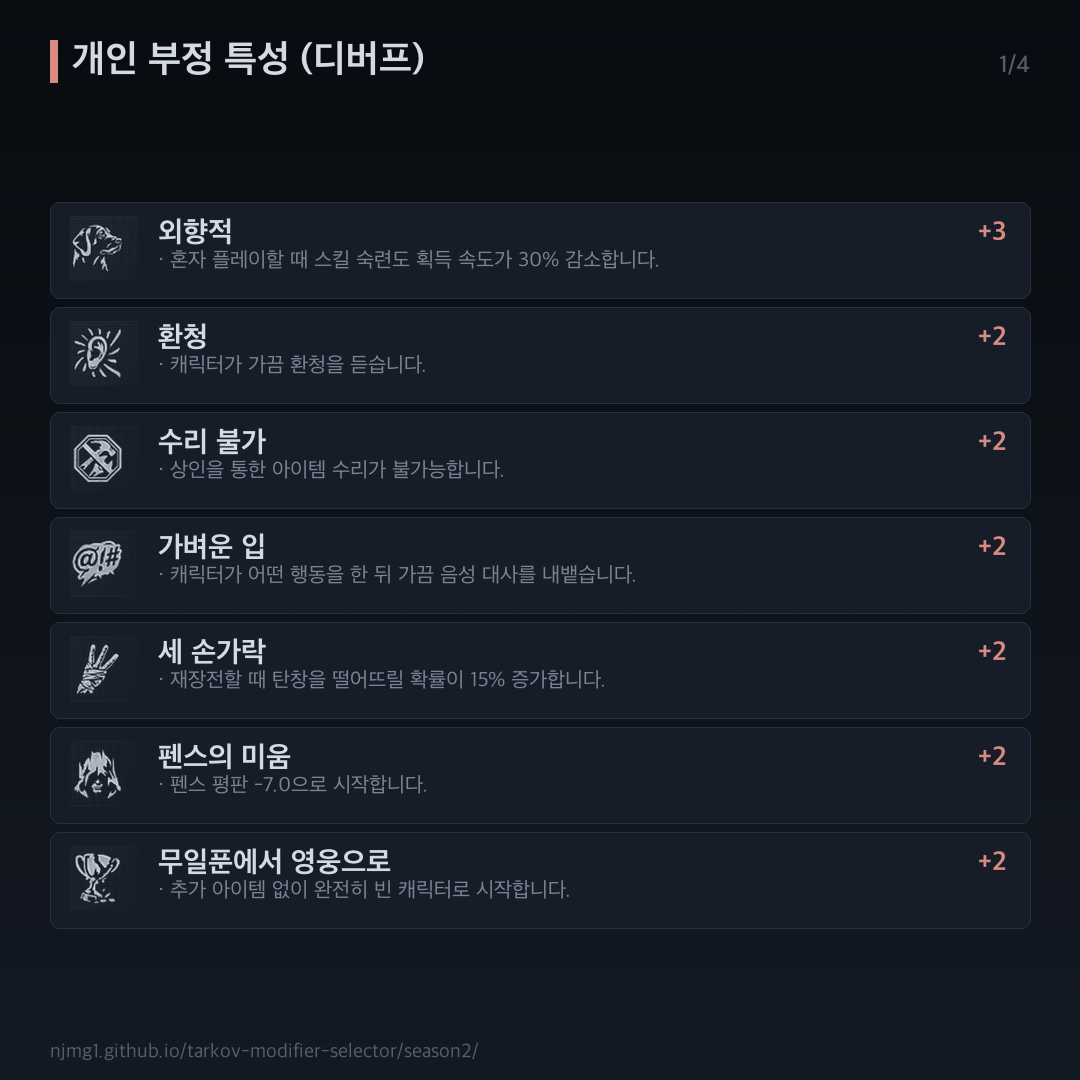 개인 부정 특성 (디버프)
1/4
외향적
+3
· 혼자 플레이할 때 스킬 숙련도 획득 속도가 30% 감소합니다.
환청
+2
· 캐릭터가 가끔 환청을 듣습니다.
수리 불가
+2
· 상인을 통한 아이템 수리가 불가능합니다.
@!#
가벼운 입
+2
· 캐릭터가 어떤 행동을 한 뒤 가끔 음성 대사를 내뱉습니다.
세 손가락
+2
· 재장전할 때 탄창을 떨어뜨릴 확률이 15% 증가합니다.
펜스의 미움
+2
· 펜스 평판 -7.0으로 시작합니다.
무일푼에서 영웅으로
+2
· 추가 아이템 없이 완전히 빈 캐릭터로 시작합니다.
njmg1.github.io/tarkov-modifier-selector/season2/